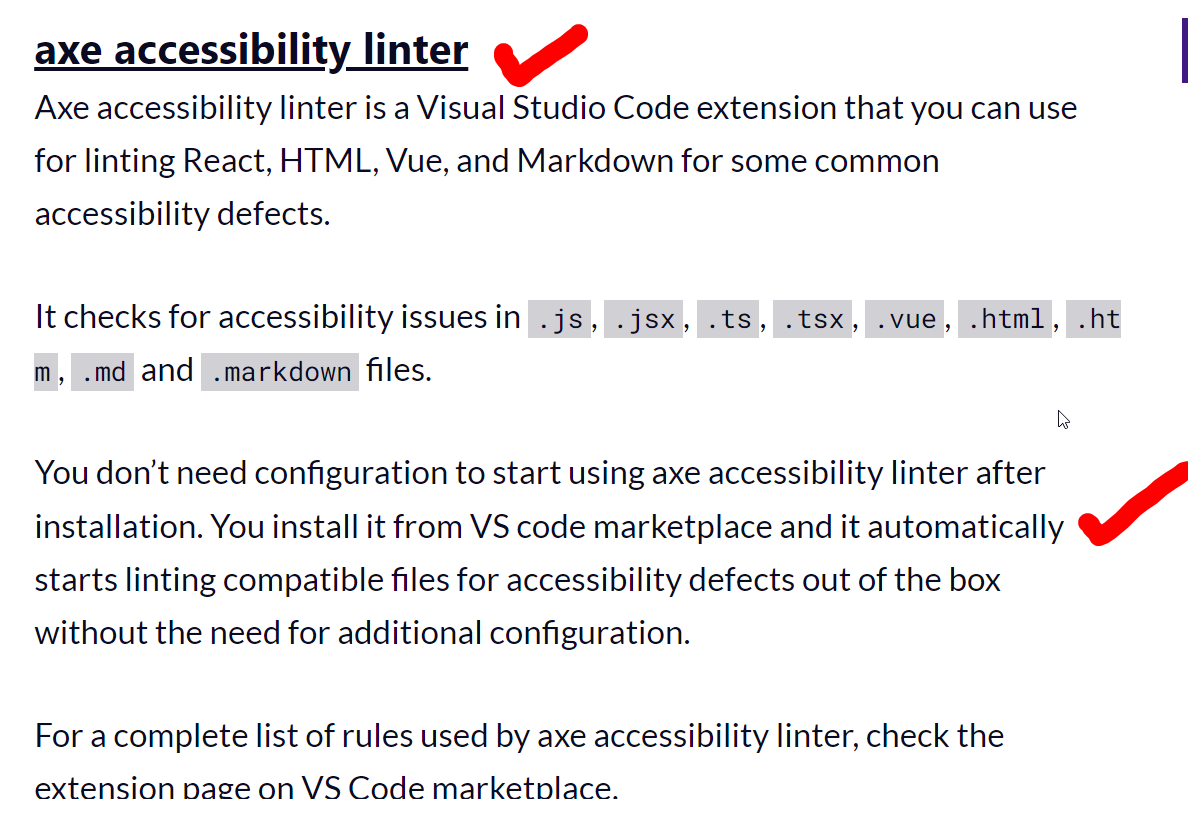 axe accessibility linter
Axe accessibility linter is a Visual Studio Code extension that you can use
for linting React, HTML, Vue, and Markdown for some common
accessibility defects.
It checks for accessibility issues in .js, .jsx, .ts, .tsx, .vue, .html, .ht
m, .md and .markdown files.
You don’t need configuration to start using axe accessibility linter after
installation. You install it from VS code marketplace and it automatically
starts linting compatible files for accessibility defects out of the box
without the need for additional configuration.
For a complete list of rules used by axe accessibility linter, check the
extension page on VS Code marketplace.